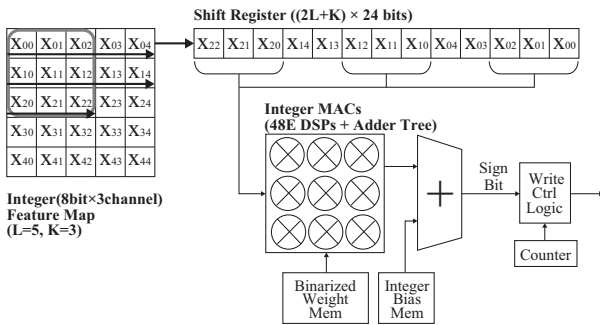 Shift Register ((2L+K) × 24 bits)
X00 X01 X02 X03 X04
X10 X11 X12 X13 X14
X20 X21 X22 X23 X24
X30 X31 X32 X33 X34
X40 X41 X42 X43 X44
X22 X21 X20 X14 X13 X12 X11 X10 X04 X03 X02 X01 X00
Integer(8bit×3channel)
Feature Map
(L=5, K=3)
Integer MACs
(48E DSPs + Adder Tree)
+
Sign
Bit
Write
Ctrl
Logic
Counter
Binarized
Weight
Mem
Integer
Bias
Mem